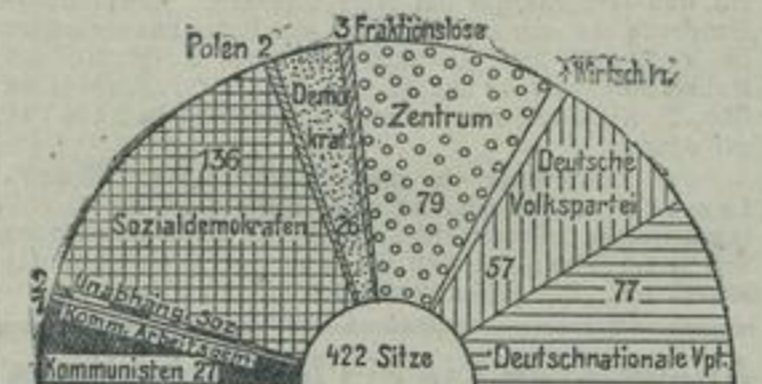 3 Fraktionslose
Polen 2
Demo
krat.
26
Zentrum
79
Deutsche
Volkspartei
57
136
Sozialdemokraten
77
Unabhäng. Soz.
Komm. Arbeitsgem.
Kommunisten 27
422 Sitze
Deutschnationale Vpt.